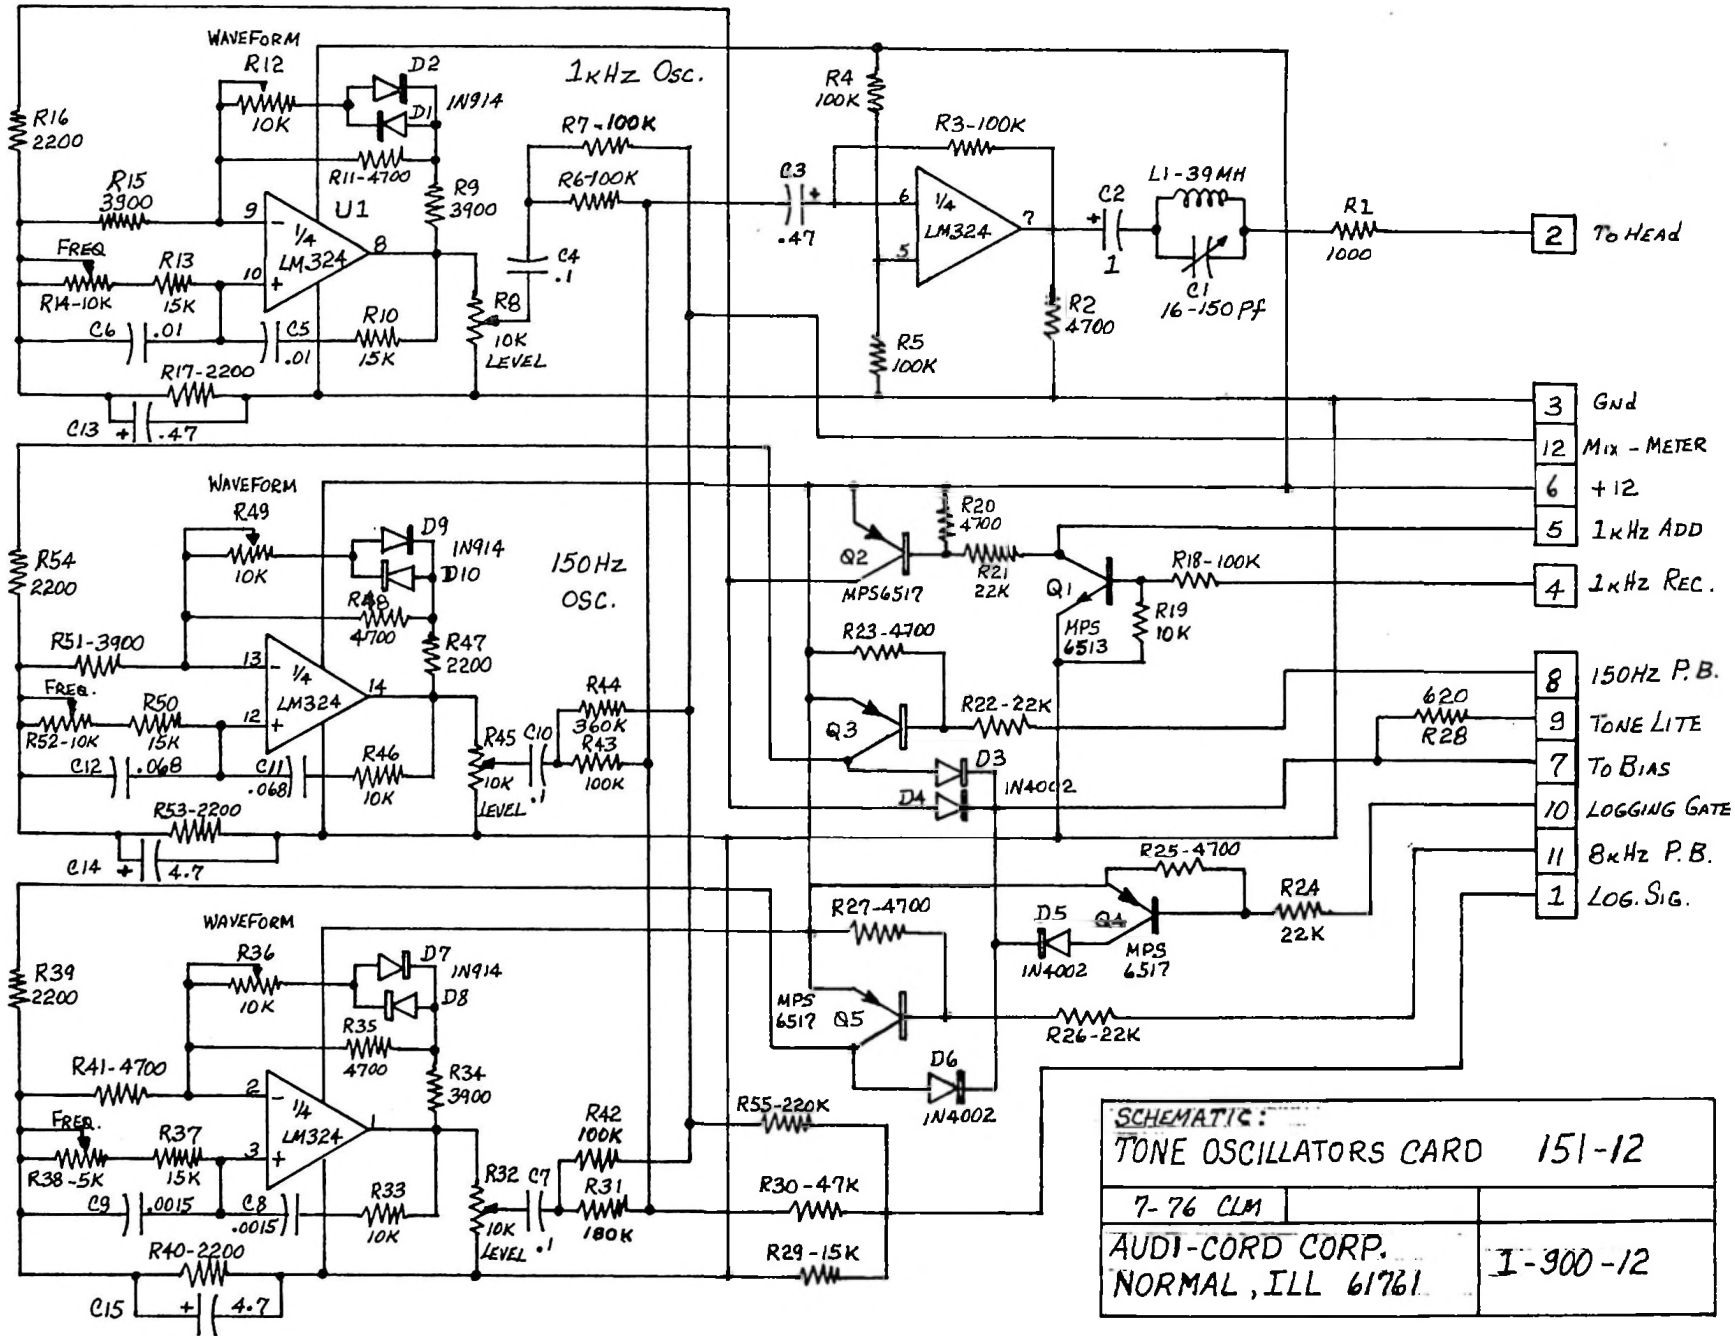 WAVEFORM
R12
10K
D2
D1
1N914
1KHZ OSC.
R16
2200
R15
3900
R11-4700
U1
R9
3900
9
-
1/4
LM324
8
10
+
FREQ
R14-10K
R13
15K
C6
.01
C5
.01
R10
15K
R17-2200
C13
+
.47
R8
10K
LEVEL
R7-100K
R6-100K
C4
.1
R4
100K
R3-100K
C3
+
.47
6
1/4
LM324
7
5
R5
100K
R2
4700
C2
+
1
L1-39MH
C1
16-150 Pf
R1
1000
2 TO HEAD
3 GNd
12 MIX-METER
6 +12
5 1KHZ ADD
4 1KHZ REC.
8 150HZ P.B.
9 TONE LITE
7 TO BIAS
10 LOGGING GATE
11 8KHZ P.B.
1 LOG. SIG.
WAVEFORM
R49
10K
D9
1N914
D10
150HZ
OSC.
R54
2200
R48
4700
R51-3900
R47
2200
13
-
1/4
LM324
14
12
+
FREQ.
R52-10K
R50
15K
C12
.068
C11
.068
R46
10K
R53-2200
C14
+
4.7
R45
10K
LEVEL
C10
.1
R44
360K
R43
100K
Q2
MPS6517
R20
4700
R21
22K
Q1
MPS
6513
R18-100K
R19
10K
R23-4700
Q3
R22-22K
D3
1N4002
D4
620
R28
R25-4700
R24
22K
Q4
MPS
6517
D5
1N4002
R27-4700
MPS
6517
Q5
R26-22K
D6
1N4002
WAVEFORM
R36
10K
D7
1N914
D8
R39
2200
R35
4700
R41-4700
R34
3900
2
-
1/4
LM324
1
3
+
FREQ.
R38-5K
R37
15K
C9
.0015
C8
.0015
R33
10K
R40-2200
C15
+
4.7
R32
10K
LEVEL
C7
.1
R42
100K
R31
180K
R55-220K
R30-47K
R29-15K
SCHEMATIC:
TONE OSCILLATORS CARD 151-12
7-76 CLM
AUDI-CORD CORP.
NORMAL, ILL 61761
I-900-12